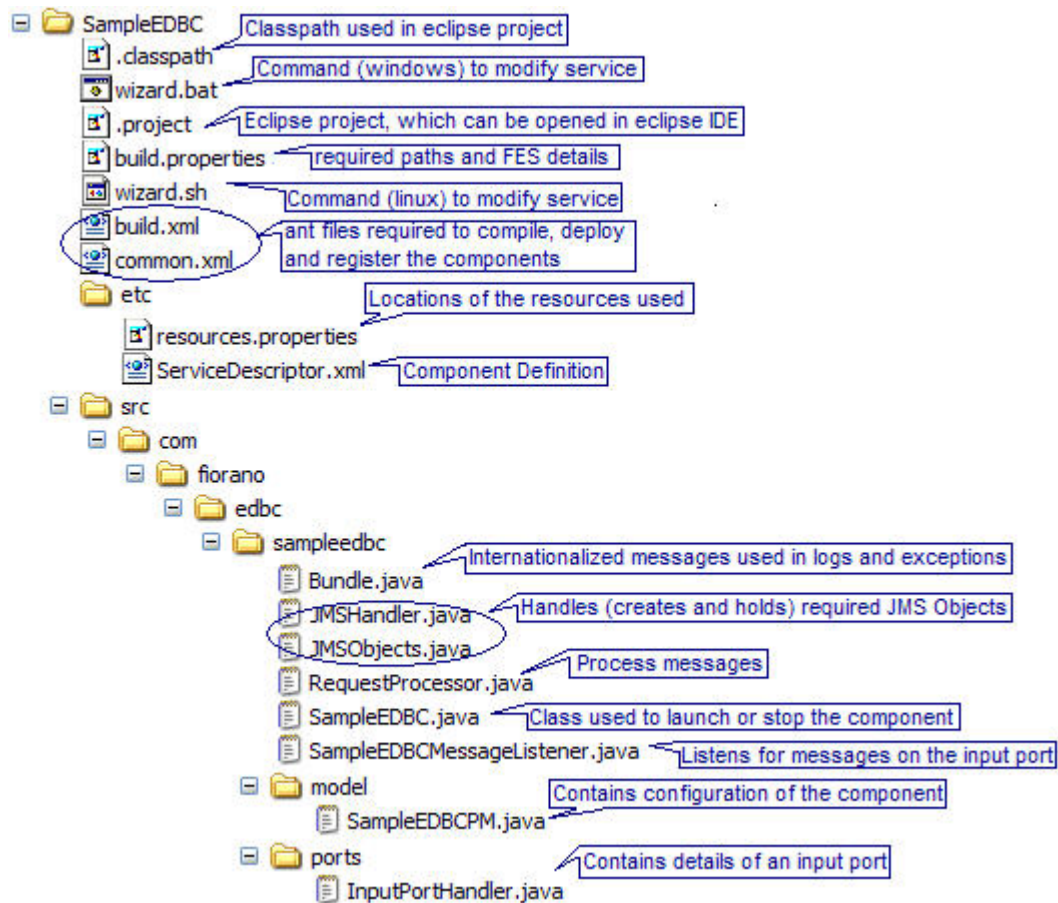 SampleEDBC
Classpath used in eclipse project
.classpath
Command (windows) to modify service
wizard.bat
.project
Eclipse project, which can be opened in eclipse IDE
build.properties
required paths and FES details
wizard.sh
Command (linux) to modify service
build.xml
ant files required to compile, deploy
and register the components
common.xml
etc
Locations of the resources used
resources.properties
ServiceDescriptor.xml
Component Definition
src
com
fiorano
edbc
sampleedbc
Internationalized messages used in logs and exceptions
Bundle.java
JMSHandler.java
Handles (creates and holds) required JMS Objects
JMSObjects.java
Process messages
RequestProcessor.java
SampleEDBC.java
Class used to launch or stop the component
SampleEDBCMessageListener.java
Listens for messages on the input port
model
Contains configuration of the component
SampleEDBCPM.java
ports
Contains details of an input port
InputPortHandler.java